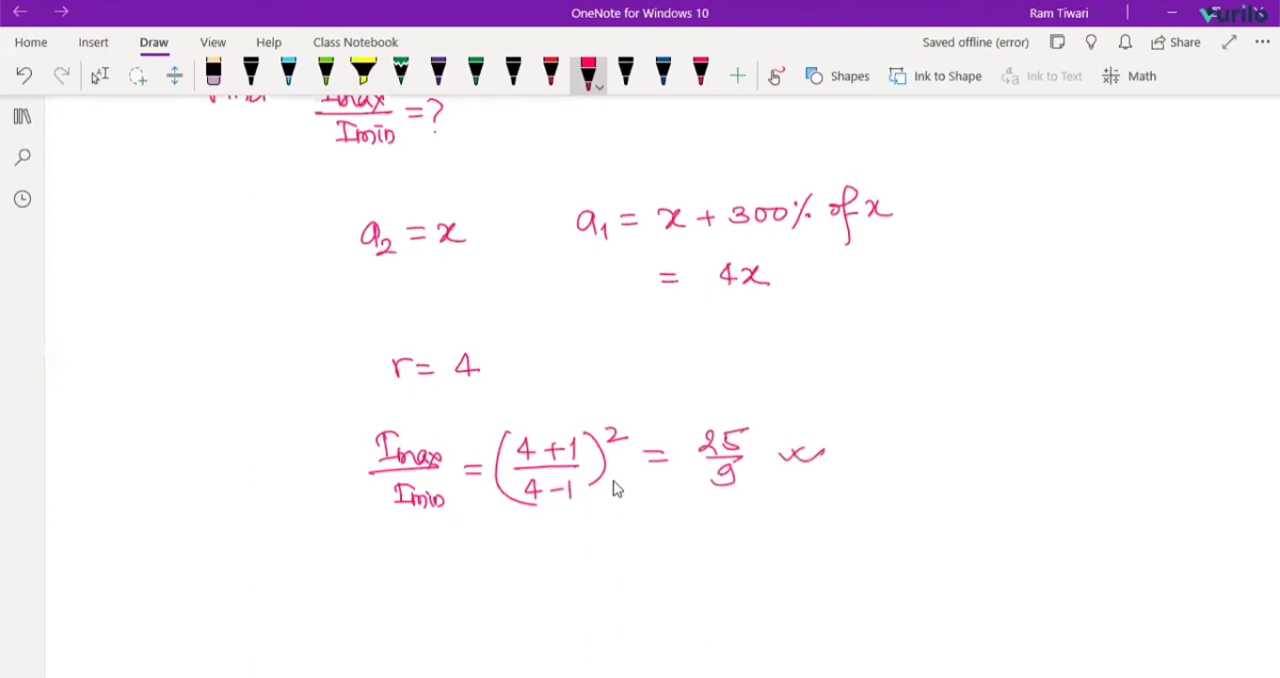 OneNote for Windows 10
Ram Tiwari
Vurilo
Home Insert Draw View Help Class Notebook
Saved offline (error) Share
Shapes Ink to Shape Ink to Text Math
Imax/Imin = ?
a₂ = x
a₁ = x + 300% of x
= 4x
r = 4
Imax/Imin = ((4+1)/(4-1))² = 25/9